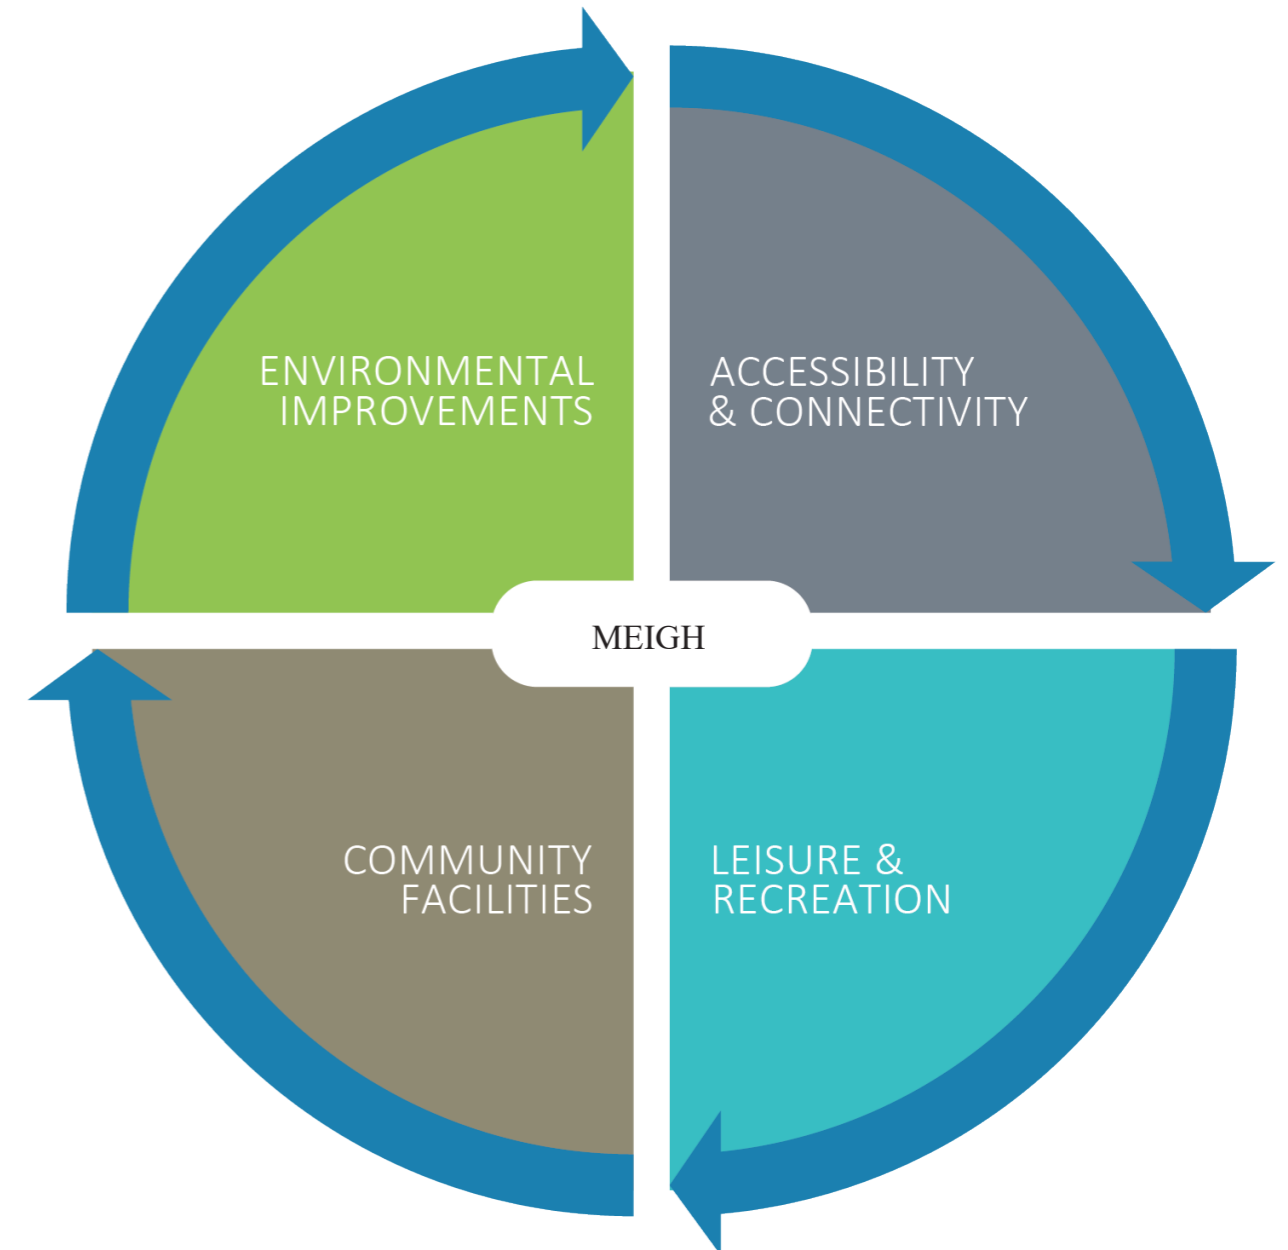 ENVIRONMENTAL
IMPROVEMENTS
ACCESSIBILITY
& CONNECTIVITY
MEIGH
COMMUNITY
FACILITIES
LEISURE &
RECREATION